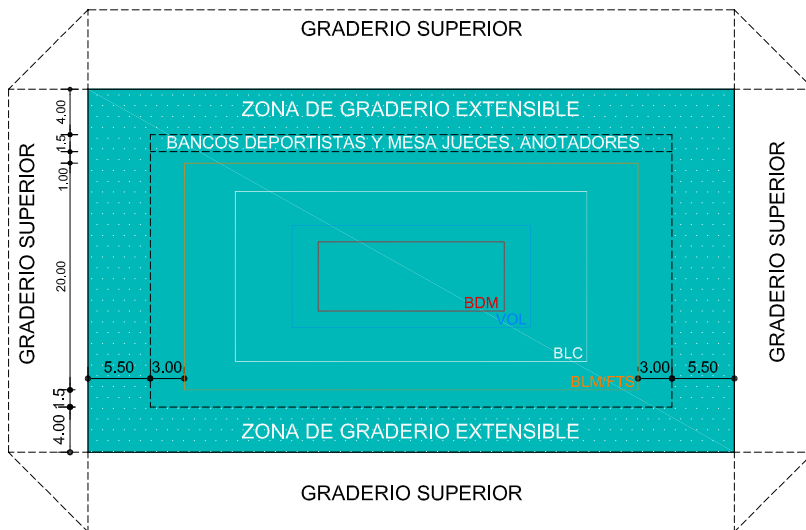 GRADERIO SUPERIOR
4.00
ZONA DE GRADERIO EXTENSIBLE
1.5
BANCOS DEPORTISTAS Y MESA JUECES, ANOTADORES
1.00
GRADERIO SUPERIOR
GRADERIO SUPERIOR
20.00
BDM
VOL
BLC
5.50
3.00
3.00
5.50
BLM/FTS
1.5
4.00
ZONA DE GRADERIO EXTENSIBLE
GRADERIO SUPERIOR